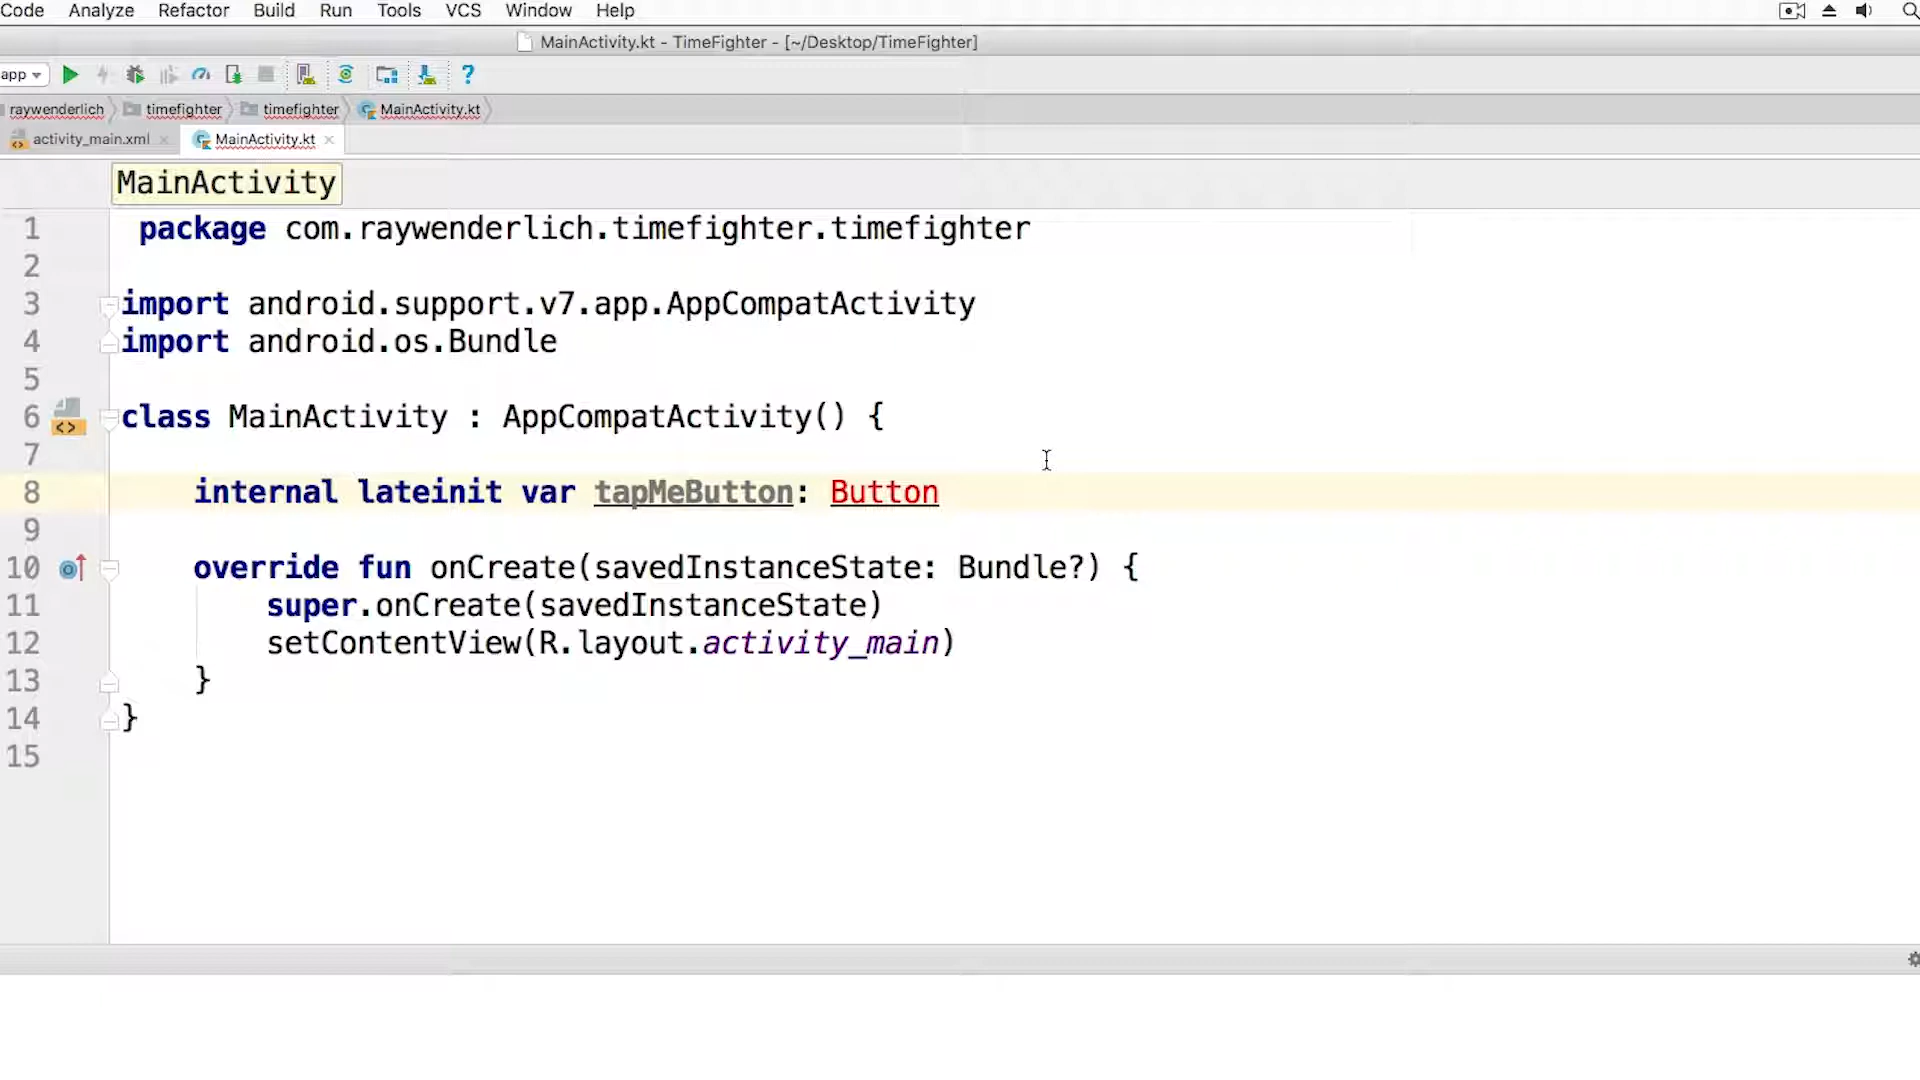 Code Analyze Refactor Build Run Tools VCS Window Help
MainActivity.kt - TimeFighter - [~/Desktop/TimeFighter]
app
?
raywenderlich timefighter timefighter MainActivity.kt
activity_main.xml MainActivity.kt
MainActivity
1 package com.raywenderlich.timefighter.timefighter
2
3 import android.support.v7.app.AppCompatActivity
4 import android.os.Bundle
5
6 class MainActivity : AppCompatActivity() {
7
8 internal lateinit var tapMeButton: Button
9
10 override fun onCreate(savedInstanceState: Bundle?) {
11 super.onCreate(savedInstanceState)
12 setContentView(R.layout.activity_main)
13 }
14 }
15